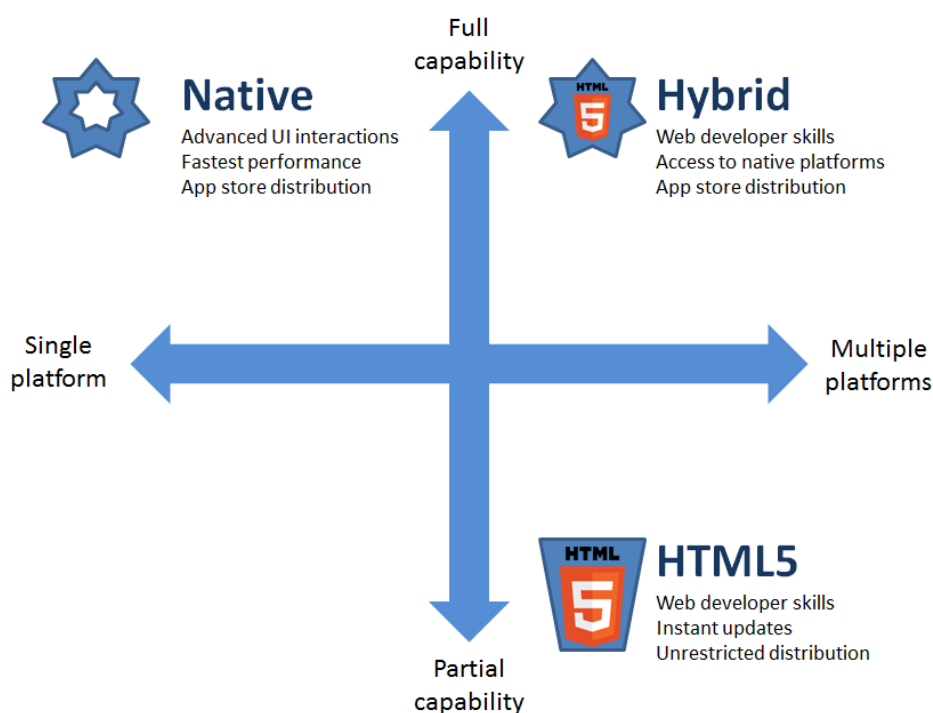 Full
capability
Native
Advanced UI interactions
Fastest performance
App store distribution
HTML
5
Hybrid
Web developer skills
Access to native platforms
App store distribution
Single
platform
Multiple
platforms
HTML
5
HTML5
Web developer skills
Instant updates
Unrestricted distribution
Partial
capability